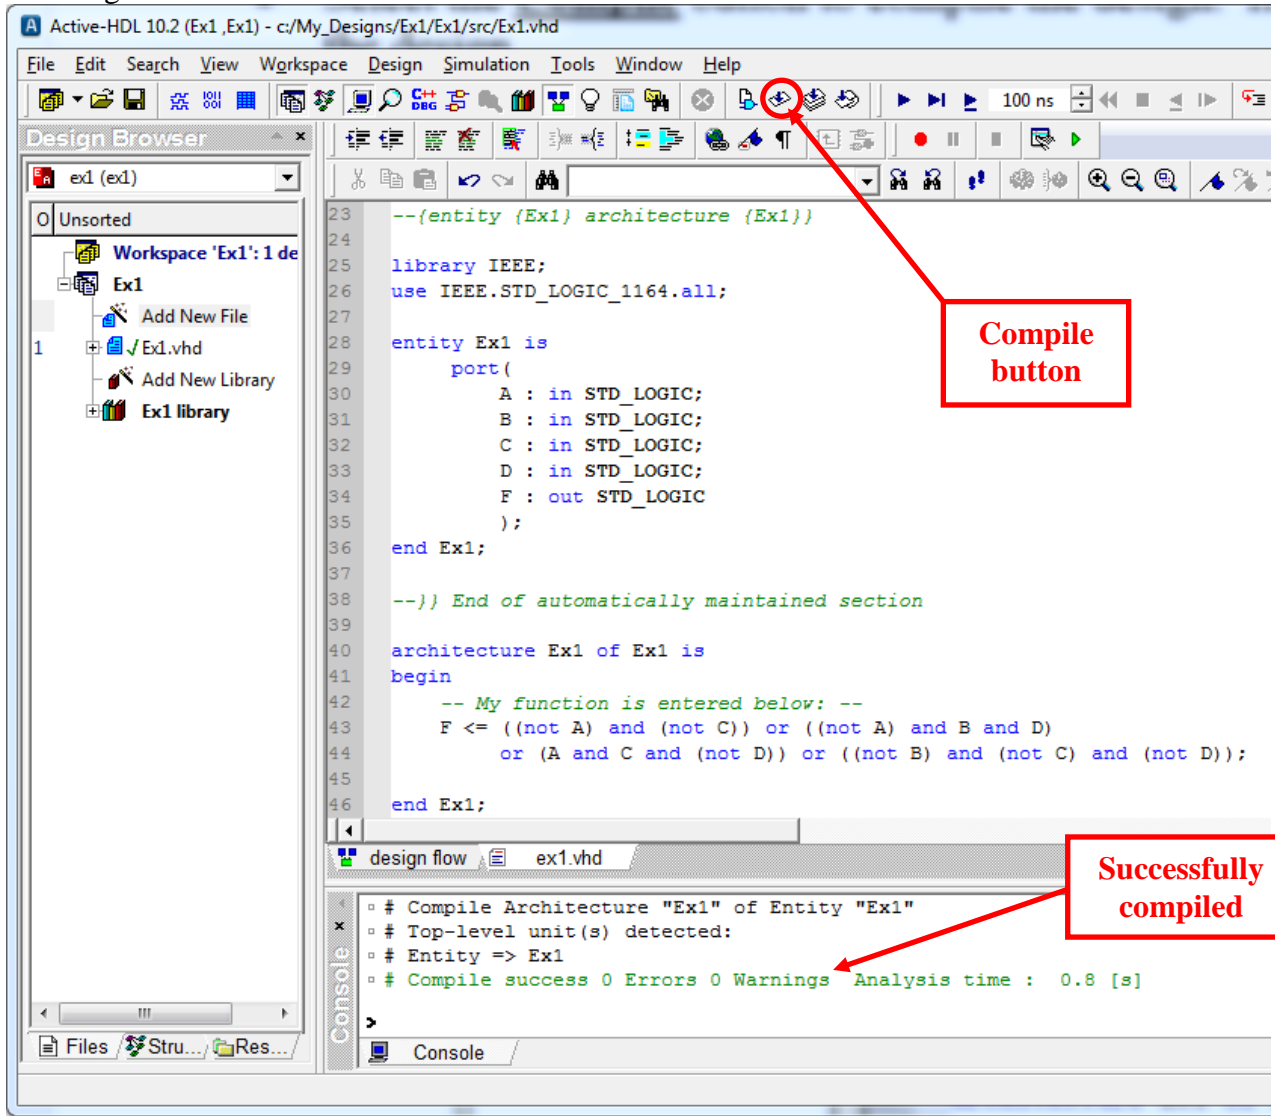 Active-HDL 10.2 (Ex1 ,Ex1) - c:/My_Designs/Ex1/Ex1/src/Ex1.vhd
File Edit Search View Workspace Design Simulation Tools Window Help
100 ns
Design Browser
ex1 (ex1)
O Unsorted
Workspace 'Ex1': 1 de
Ex1
Add New File
1 Ex1.vhd
Add New Library
Ex1 library
23 --{entity {Ex1} architecture {Ex1}}
24
25 library IEEE;
26 use IEEE.STD_LOGIC_1164.all;
27
28 entity Ex1 is
29 port(
30 A : in STD_LOGIC;
31 B : in STD_LOGIC;
32 C : in STD_LOGIC;
33 D : in STD_LOGIC;
34 F : out STD_LOGIC
35 );
36 end Ex1;
37
38 --}} End of automatically maintained section
39
40 architecture Ex1 of Ex1 is
41 begin
42 -- My function is entered below: --
43 F <= ((not A) and (not C)) or ((not A) and B and D)
44 or (A and C and (not D)) or ((not B) and (not C) and (not D));
45
46 end Ex1;
Compile
button
design flow ex1.vhd
Successfully
compiled
Console
# Compile Architecture "Ex1" of Entity "Ex1"
# Top-level unit(s) detected:
# Entity => Ex1
# Compile success 0 Errors 0 Warnings Analysis time : 0.8 [s]
>
Files Stru... Res...
Console